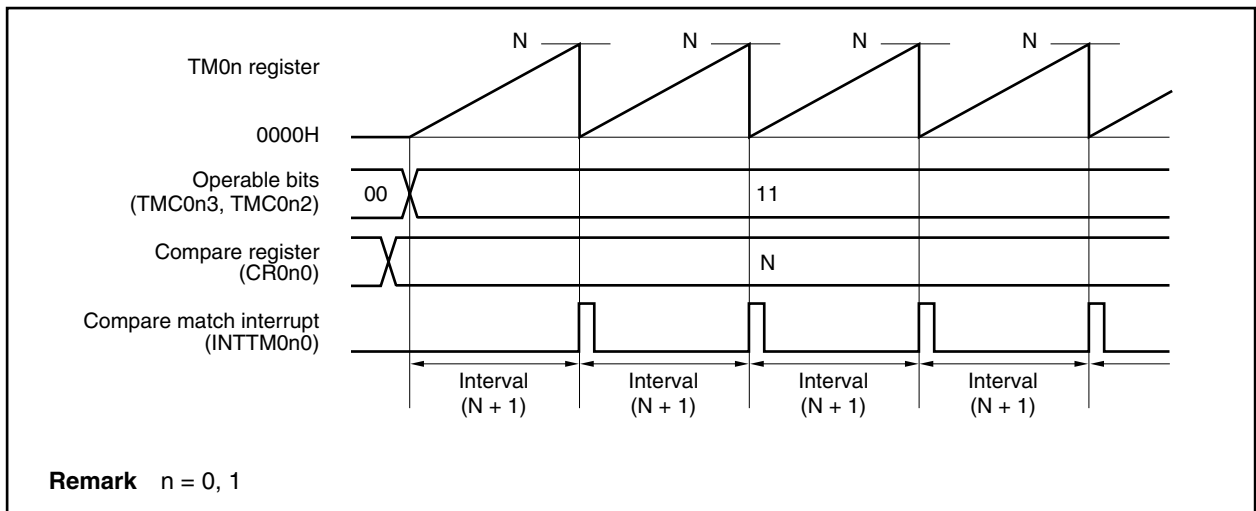 N N N N
TM0n register
0000H
Operable bits
(TMC0n3, TMC0n2)
00 11
Compare register
(CR0n0)
N
Compare match interrupt
(INTTM0n0)
Interval Interval Interval Interval
(N + 1) (N + 1) (N + 1) (N + 1)
Remark n = 0, 1